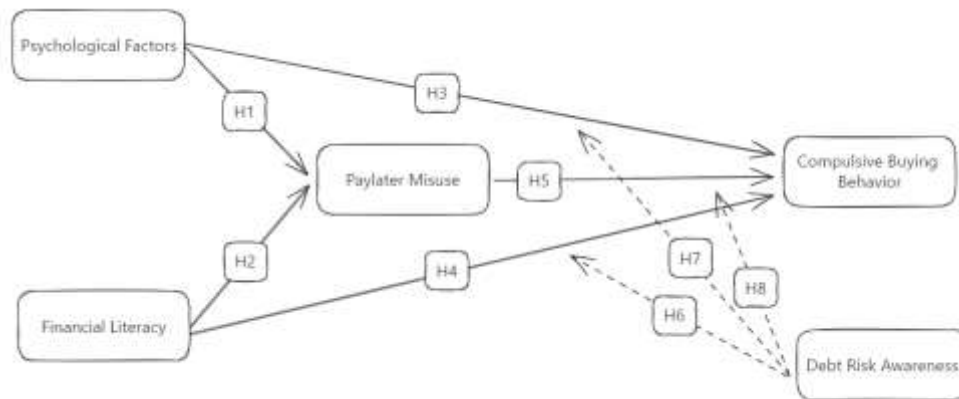 Psychological Factors
H3
H1
Paylater Misuse
H5
Compulsive Buying
Behavior
H2
H4
H7
H8
H6
Financial Literacy
Debt Risk Awareness